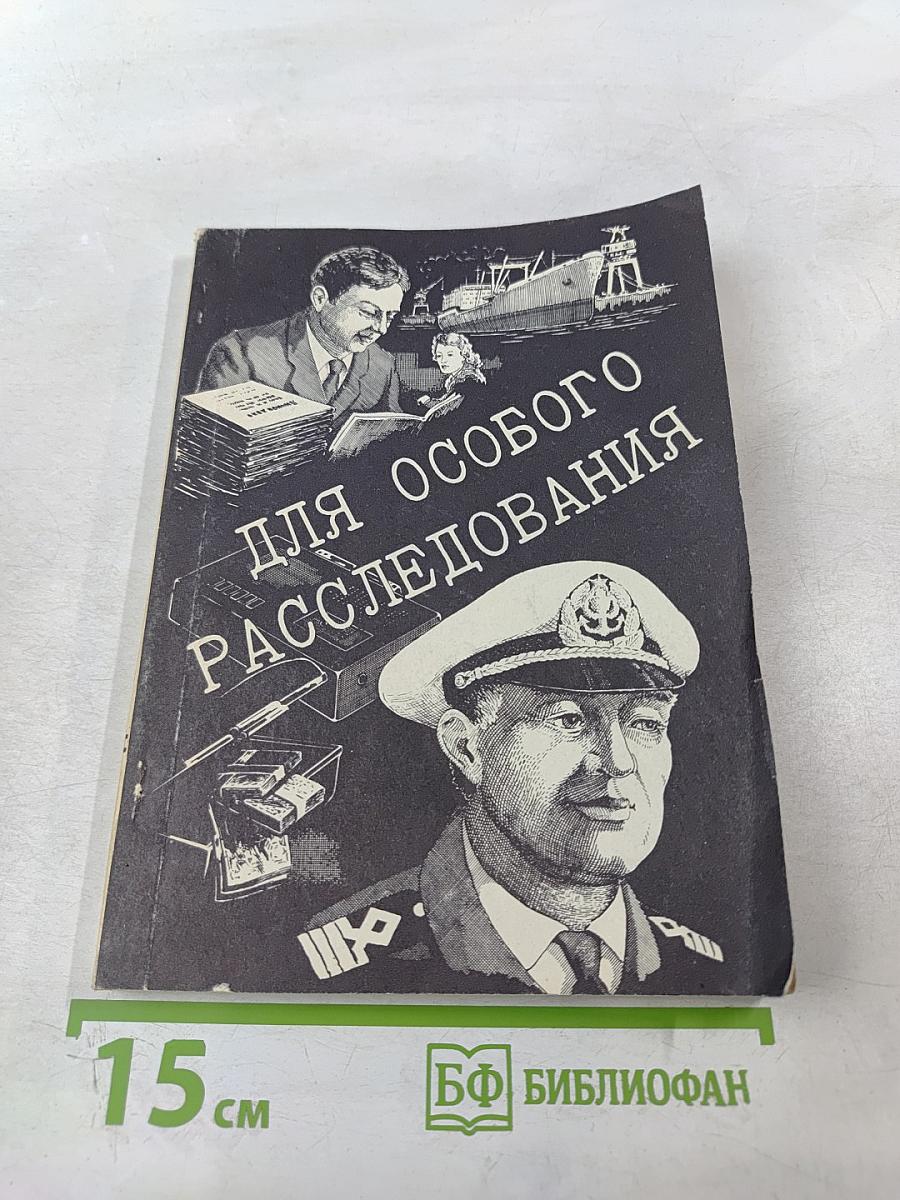 ДЛЯ ОСОБОГО
РАССЛЕДОВАНИЯ
15 см
БФ БИБЛИОФАН